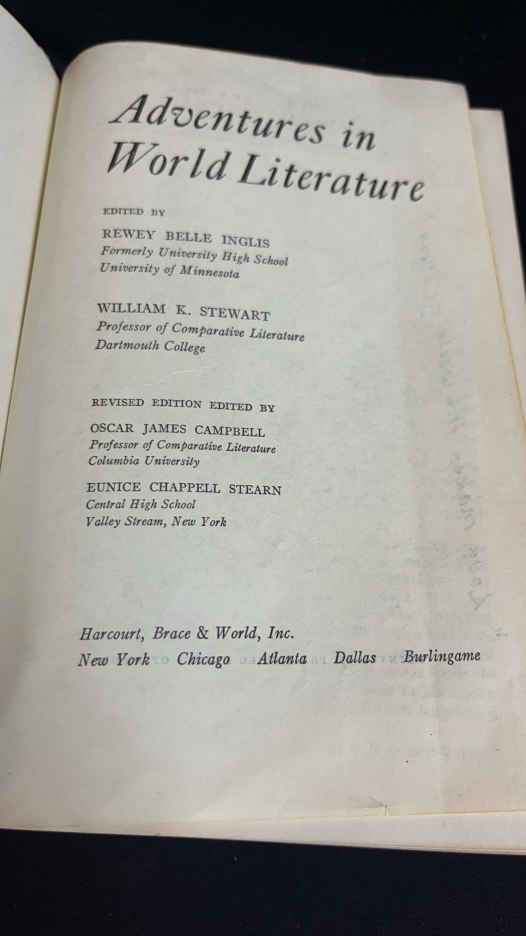 Adventures in
World Literature
EDITED BY
REWEY BELLE INGLIS
Formerly University High School
University of Minnesota
WILLIAM K. STEWART
Professor of Comparative Literature
Dartmouth College
REVISED EDITION EDITED BY
OSCAR JAMES CAMPBELL
Professor of Comparative Literature
Columbia University
EUNICE CHAPPELL STEARN
Central High School
Valley Stream, New York
Harcourt, Brace & World, Inc.
New York Chicago Atlanta Dallas Burlingame